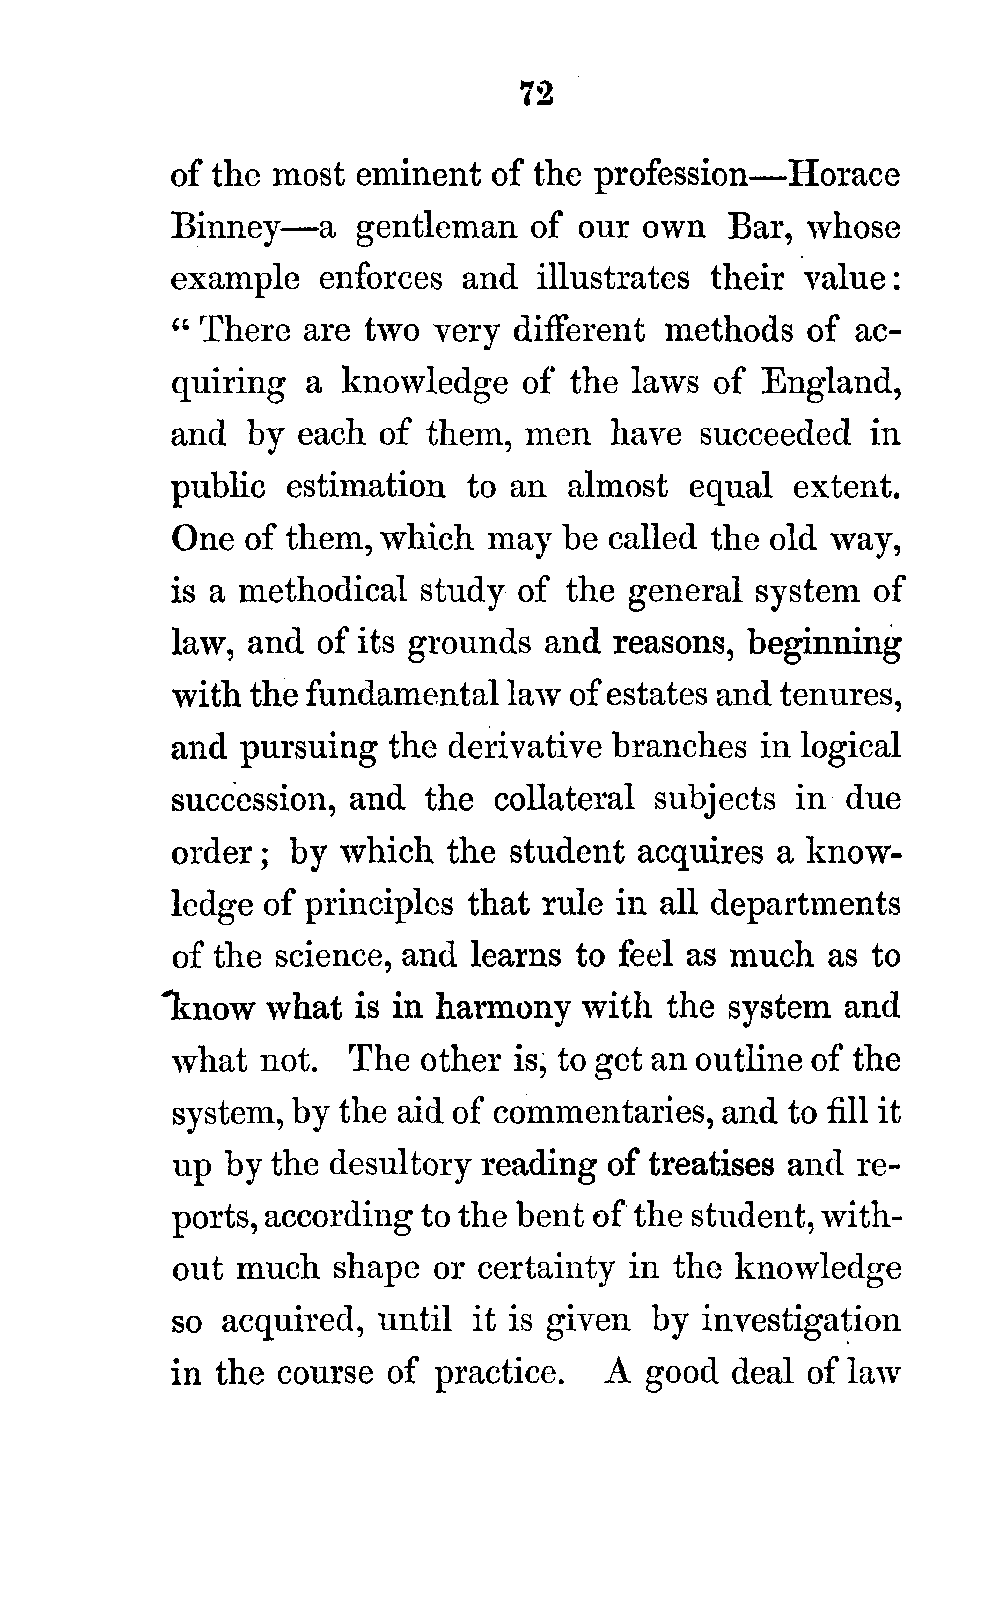 72
of the most eminent of the profession—Horace
Binney—a gentleman of our own Bar, whose
example enforces and illustrates their value:
“There are two very different methods of ac-
quiring a knowledge of the laws of England,
and by each of them, men have succeeded in
public estimation to an almost equal extent.
One of them, which may be called the old way,
is a methodical study of the general system of
law, and of its grounds and reasons, beginning
with the fundamental law of estates and tenures,
and pursuing the derivative branches in logical
succession, and the collateral subjects in due
order; by which the student acquires a know-
ledge of principles that rule in all departments
of the science, and learns to feel as much as to
know what is in harmony with the system and
what not. The other is, to get an outline of the
system, by the aid of commentaries, and to fill it
up by the desultory reading of treatises and re-
ports, according to the bent of the student, with-
out much shape or certainty in the knowledge
so acquired, until it is given by investigation
in the course of practice. A good deal of law